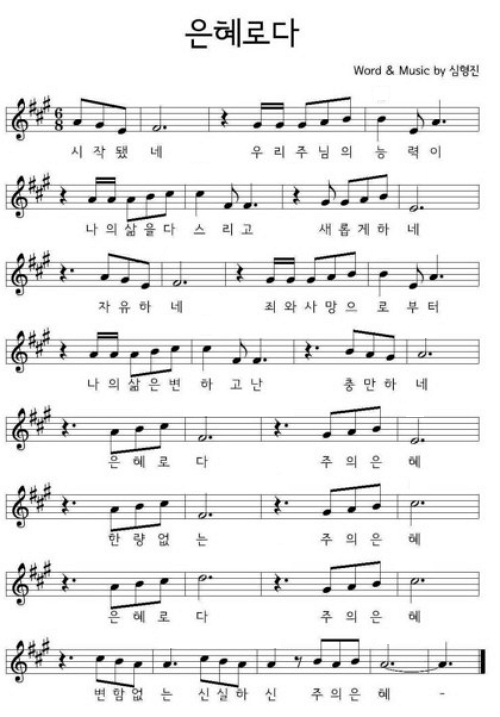 은혜로다
Word & Music by 심형진
6
8
시작됐네 우리주님의능력이
나의삶을다스리고 새롭게하네
자유하네 죄와사망으로부터
나의삶은변하고난 충만하네
은혜로다 주의은혜
한량없는 주의은혜
은혜로다 주의은혜
변함없는신실하신 주의은혜 -